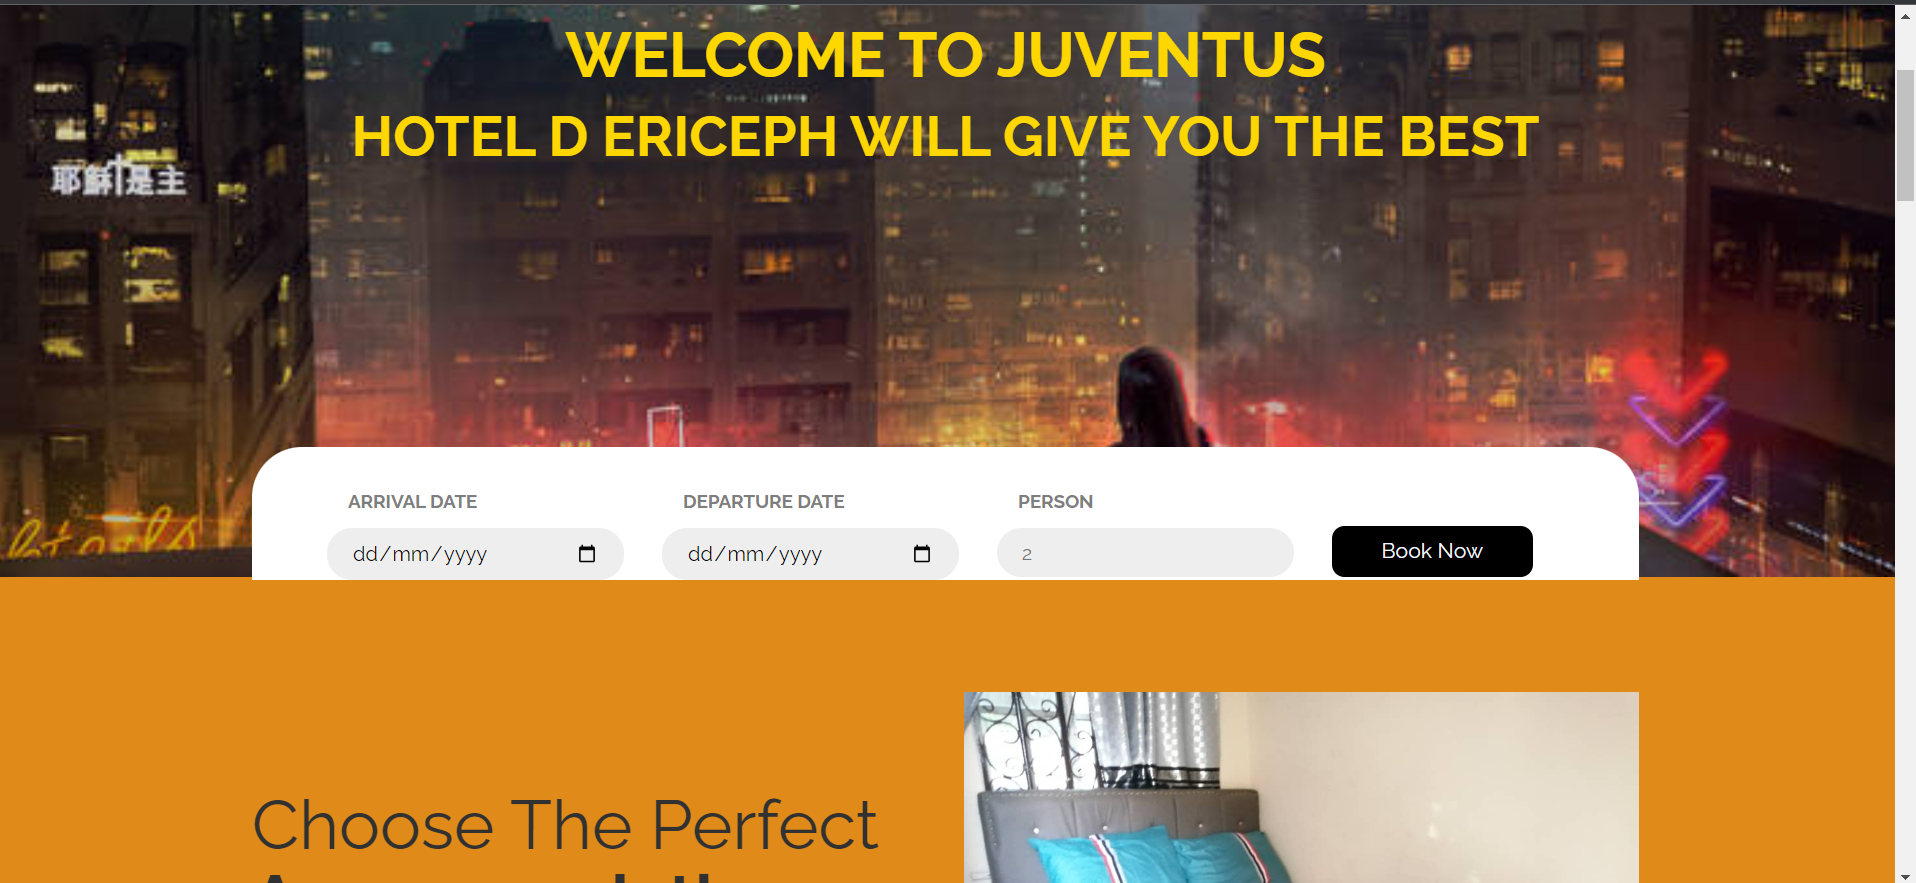 WELCOME TO JUVENTUS
HOTEL D ERICEPH WILL GIVE YOU THE BEST
耶穌是主
ARRIVAL DATE
DEPARTURE DATE
PERSON
dd/mm/yyyy
dd/mm/yyyy
2
Book Now
Choose The Perfect